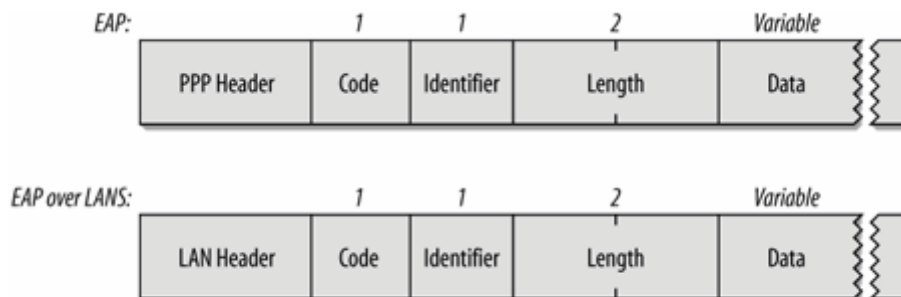 EAP: 1 1 2 Variable
PPP Header Code Identifier Length Data
EAP over LANS: 1 1 2 Variable
LAN Header Code Identifier Length Data